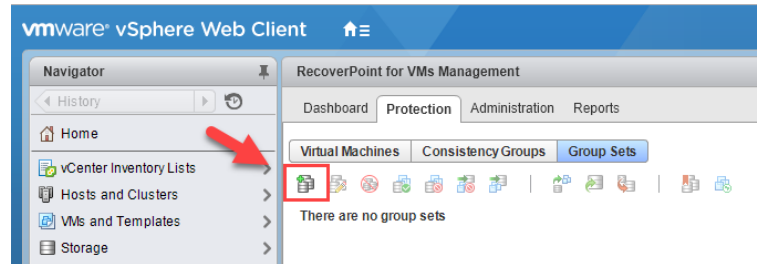 vmware® vSphere Web Client
Navigator
RecoverPoint for VMs Management
History
Dashboard Protection Administration Reports
Home
Virtual Machines Consistency Groups Group Sets
vCenter Inventory Lists
Hosts and Clusters
There are no group sets
VMs and Templates
Storage